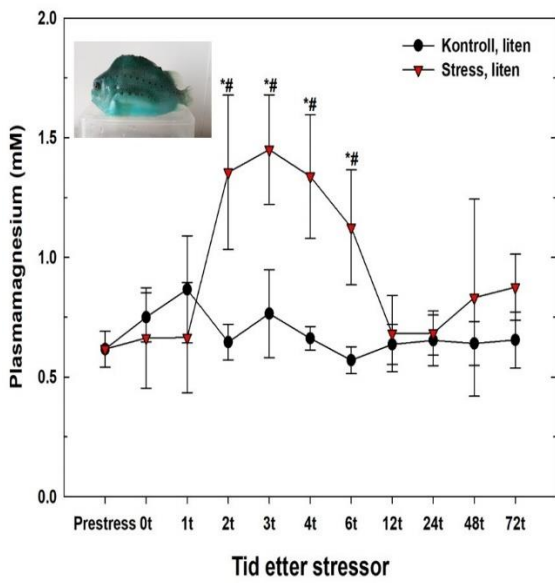 2.0
Kontroll, liten
Stress, liten
*# *# *# *#
1.5
Plasmamagnesium (mM)
1.0
0.5
0.0
Prestress 0t 1t 2t 3t 4t 6t 12t 24t 48t 72t
Tid etter stressor